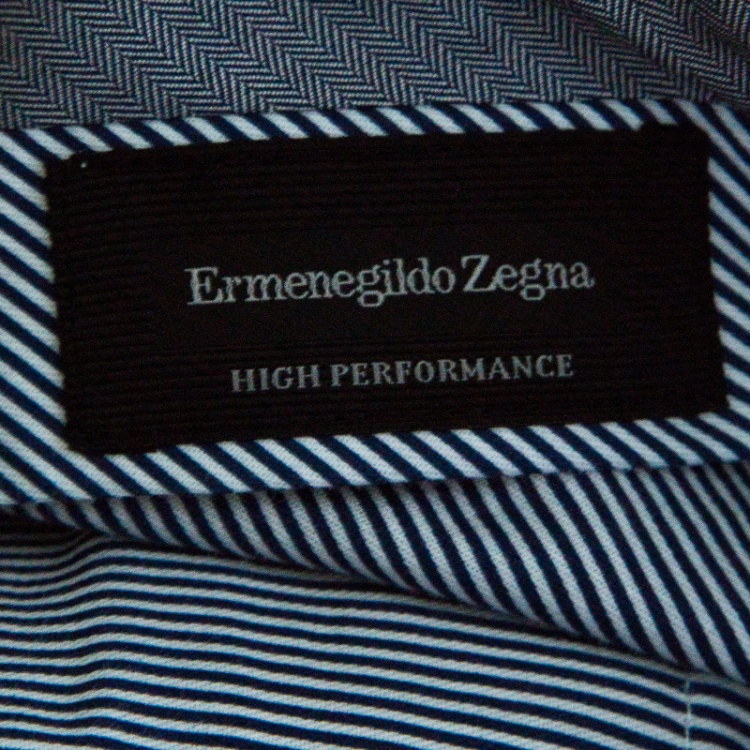 Ermenegildo Zegna
HIGH PERFORMANCE